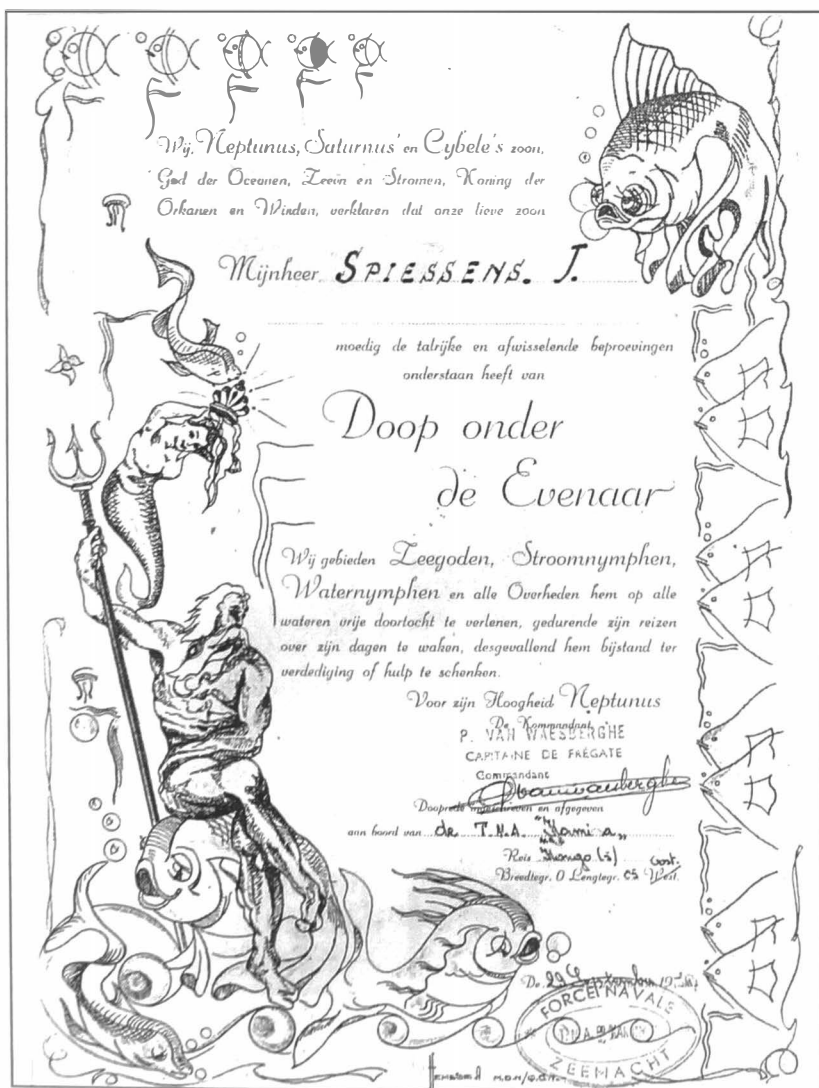 Wij, Neptunus, Saturnus' en Cybele's zoon,
God der Oceanen, Zeeën en Stromen, Koning der
Orkanen en Winden, verklaren dat onze lieve zoon
Mijnheer SPIESSENS. J.
moedig de talrijke en afwisselende beproevingen
onderstaan heeft van
Doop onder
de Evenaar
Wij gebieden Zeegoden, Stroomnymphen,
Waternymphen en alle Overheden hem op alle
wateren vrije doortocht te verlenen, gedurende zijn reizen
over zijn dagen te waken, desgevallend hem bijstand ter
verdediging of hulp te schenken.
Voor zijn Hoogheid Neptunus
De Kommandant
P. VAN WAESBERGHE
CAPITAINE DE FRÉGATE
Commandant
en afgegeven
aan boord van de T.N.A.
Reis
Breedtegr. 0 Lengtegr. West.
De 29 September 19
FORCE NAVALE
ZEEMACHT